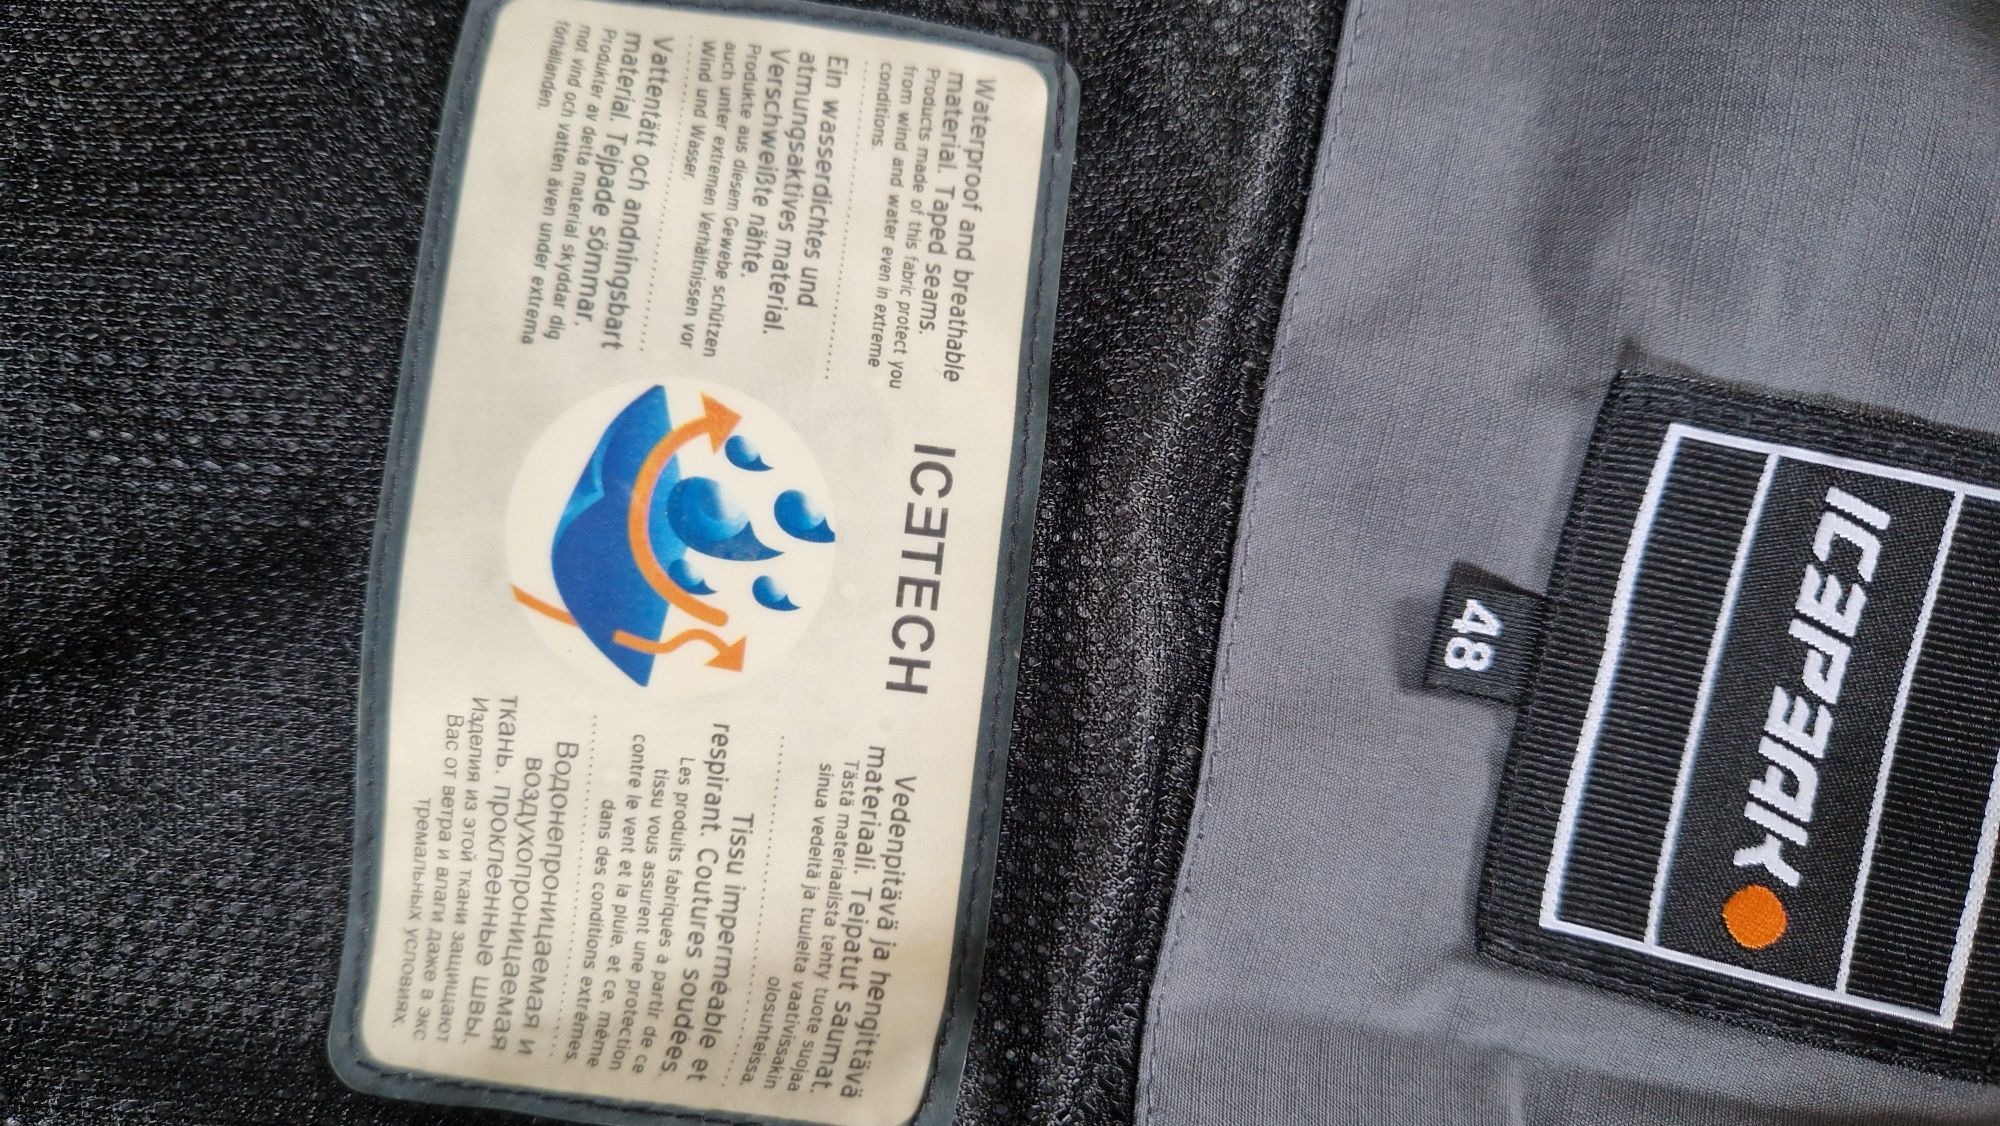 Waterproof and breathable
material. Taped seams.
Products made of this fabric protect you
from wind and water even in extreme
conditions.
Ein wasserdichtes und
atmungsaktives material.
Verschweißte nähte.
Produkte aus diesem Gewebe schützen
auch unter extremen Verhältnissen vor
Wind und Wasser.
Vattentätt och andningsbart
material. Tejpade sömmar.
Produkter av detta material skyddar dig
mot vind och vatten även under extrema
förhållanden.
ICETECH
Vedenpitävä ja hengittävä
materiaali. Teipatut saumat.
Tästä materiaalista tehty tuote suojaa
sinua vedeltä ja tuulelta vaativissakin
olosuhteissa.
Tissu imperméable et
respirant. Coutures soudées.
Les produits fabriqués à partir de ce
tissu vous assurent une protection
contre le vent et la pluie, et ce, même
dans des conditions extrêmes.
Водонепроницаемая и
воздухопроницаемая
ткань. проклеенные швы.
Изделия из этой ткани защищают
Вас от ветра и влаги даже в экс
тремальных условиях.
ICEPEAK
48